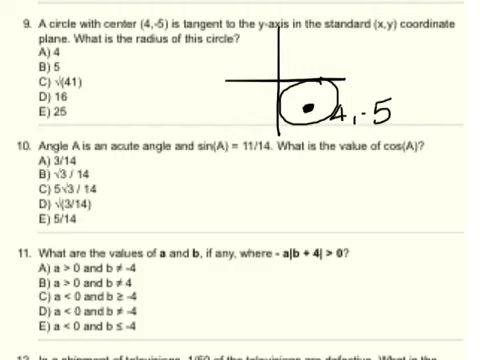 9. A circle with center (4,-5) is tangent to the y-axis in the standard (x,y) coordinate
plane. What is the radius of this circle?
A) 4
B) 5
C) √(41)
D) 16
E) 25
4, -5
10. Angle A is an acute angle and sin(A) = 11/14. What is the value of cos(A)?
A) 3/14
B) √3 / 14
C) 5√3 / 14
D) √(3/14)
E) 5/14
11. What are the values of a and b, if any, where - a|b + 4| > 0?
A) a > 0 and b ≠ -4
B) a > 0 and b ≠ 4
C) a < 0 and b ≥ -4
D) a < 0 and b ≠ -4
E) a < 0 and b ≤ -4